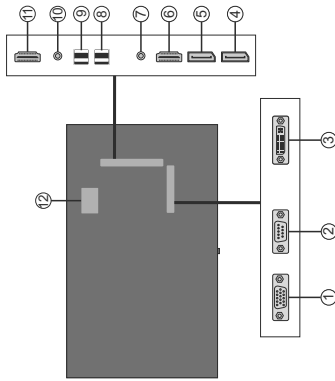 ⑪ ⑩ ⑨ ⑧ ⑦ ⑥ ⑤ ④
⑫
③
②
①